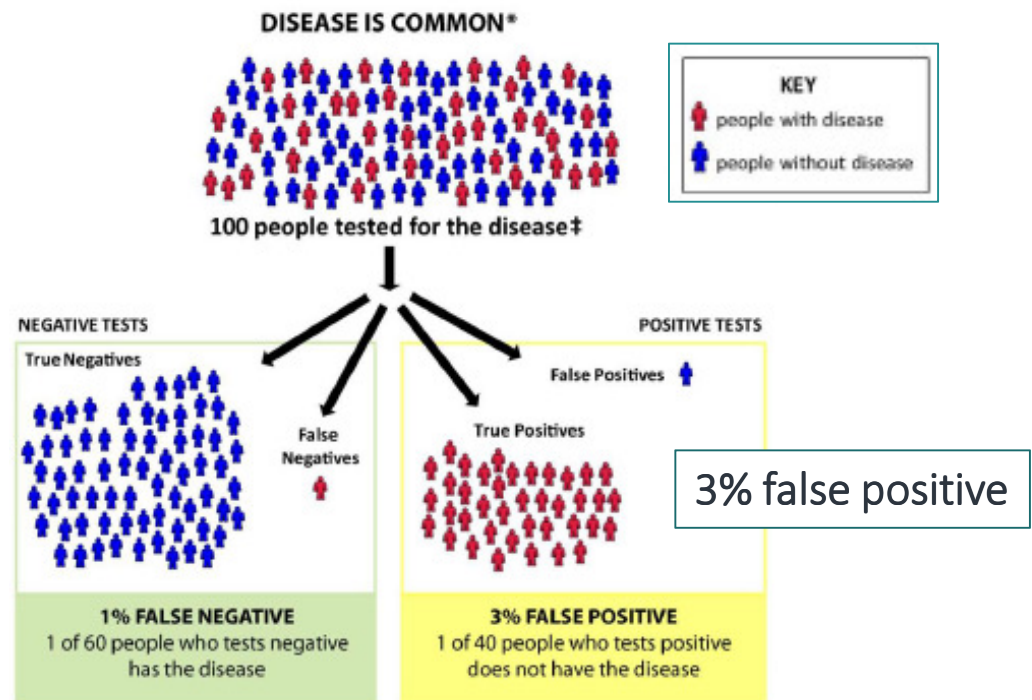 DISEASE IS COMMON*
KEY
people with disease
people without disease
100 people tested for the disease‡
NEGATIVE TESTS
POSITIVE TESTS
True Negatives
False Positives
False
Negatives
True Positives
3% false positive
1% FALSE NEGATIVE
1 of 60 people who tests negative
has the disease
3% FALSE POSITIVE
1 of 40 people who tests positive
does not have the disease